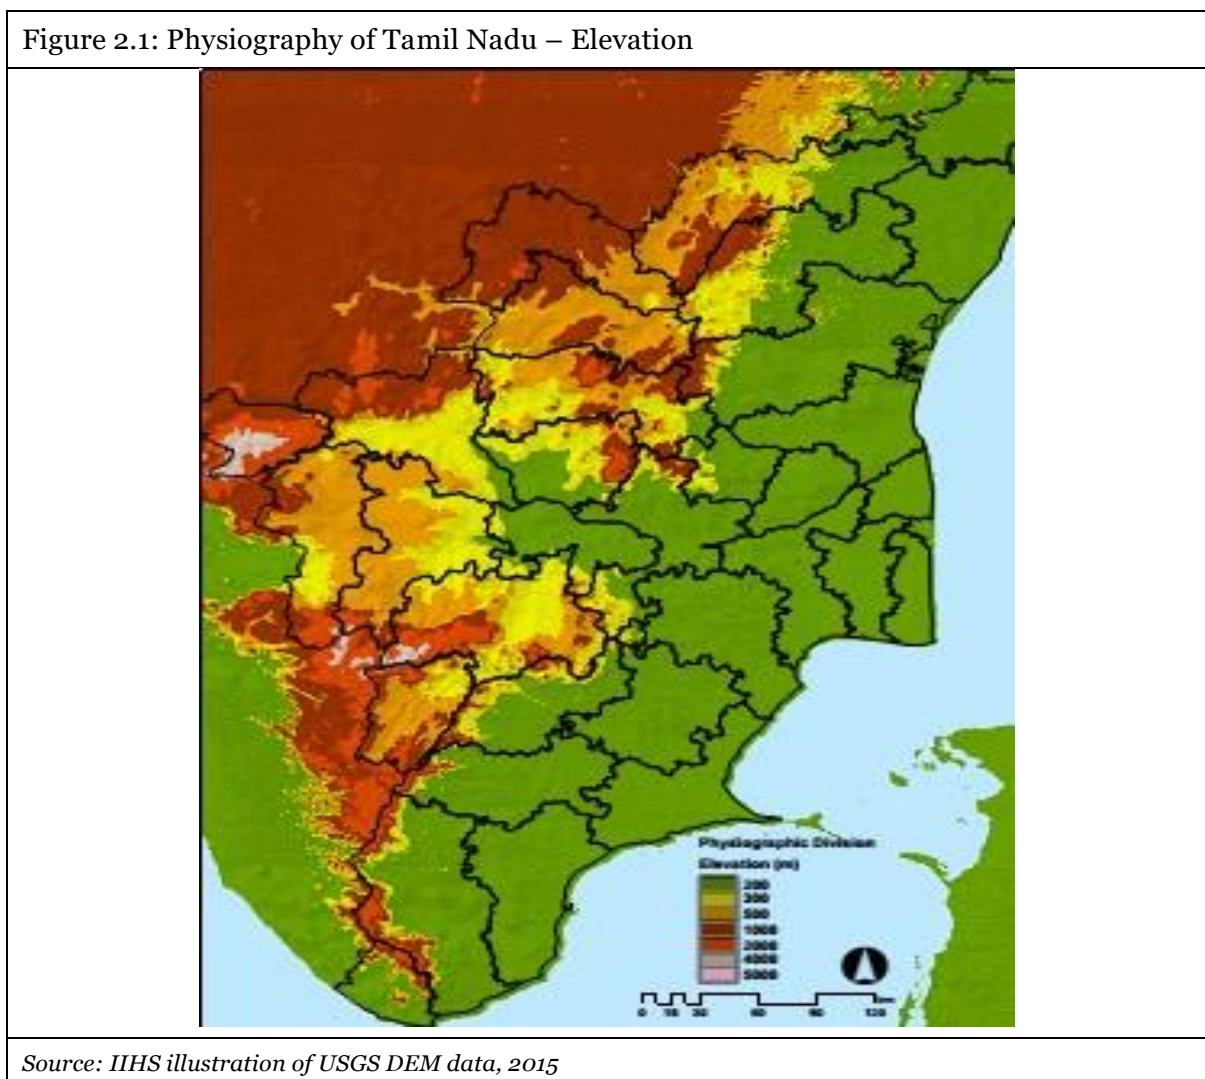 Figure 2.1: Physiography of Tamil Nadu – Elevation
Physiographic Division
Elevation (m)
200
300
500
1000
2000
4000
5000
0 15 30 60 90 120
km
Source: IIHS illustration of USGS DEM data, 2015